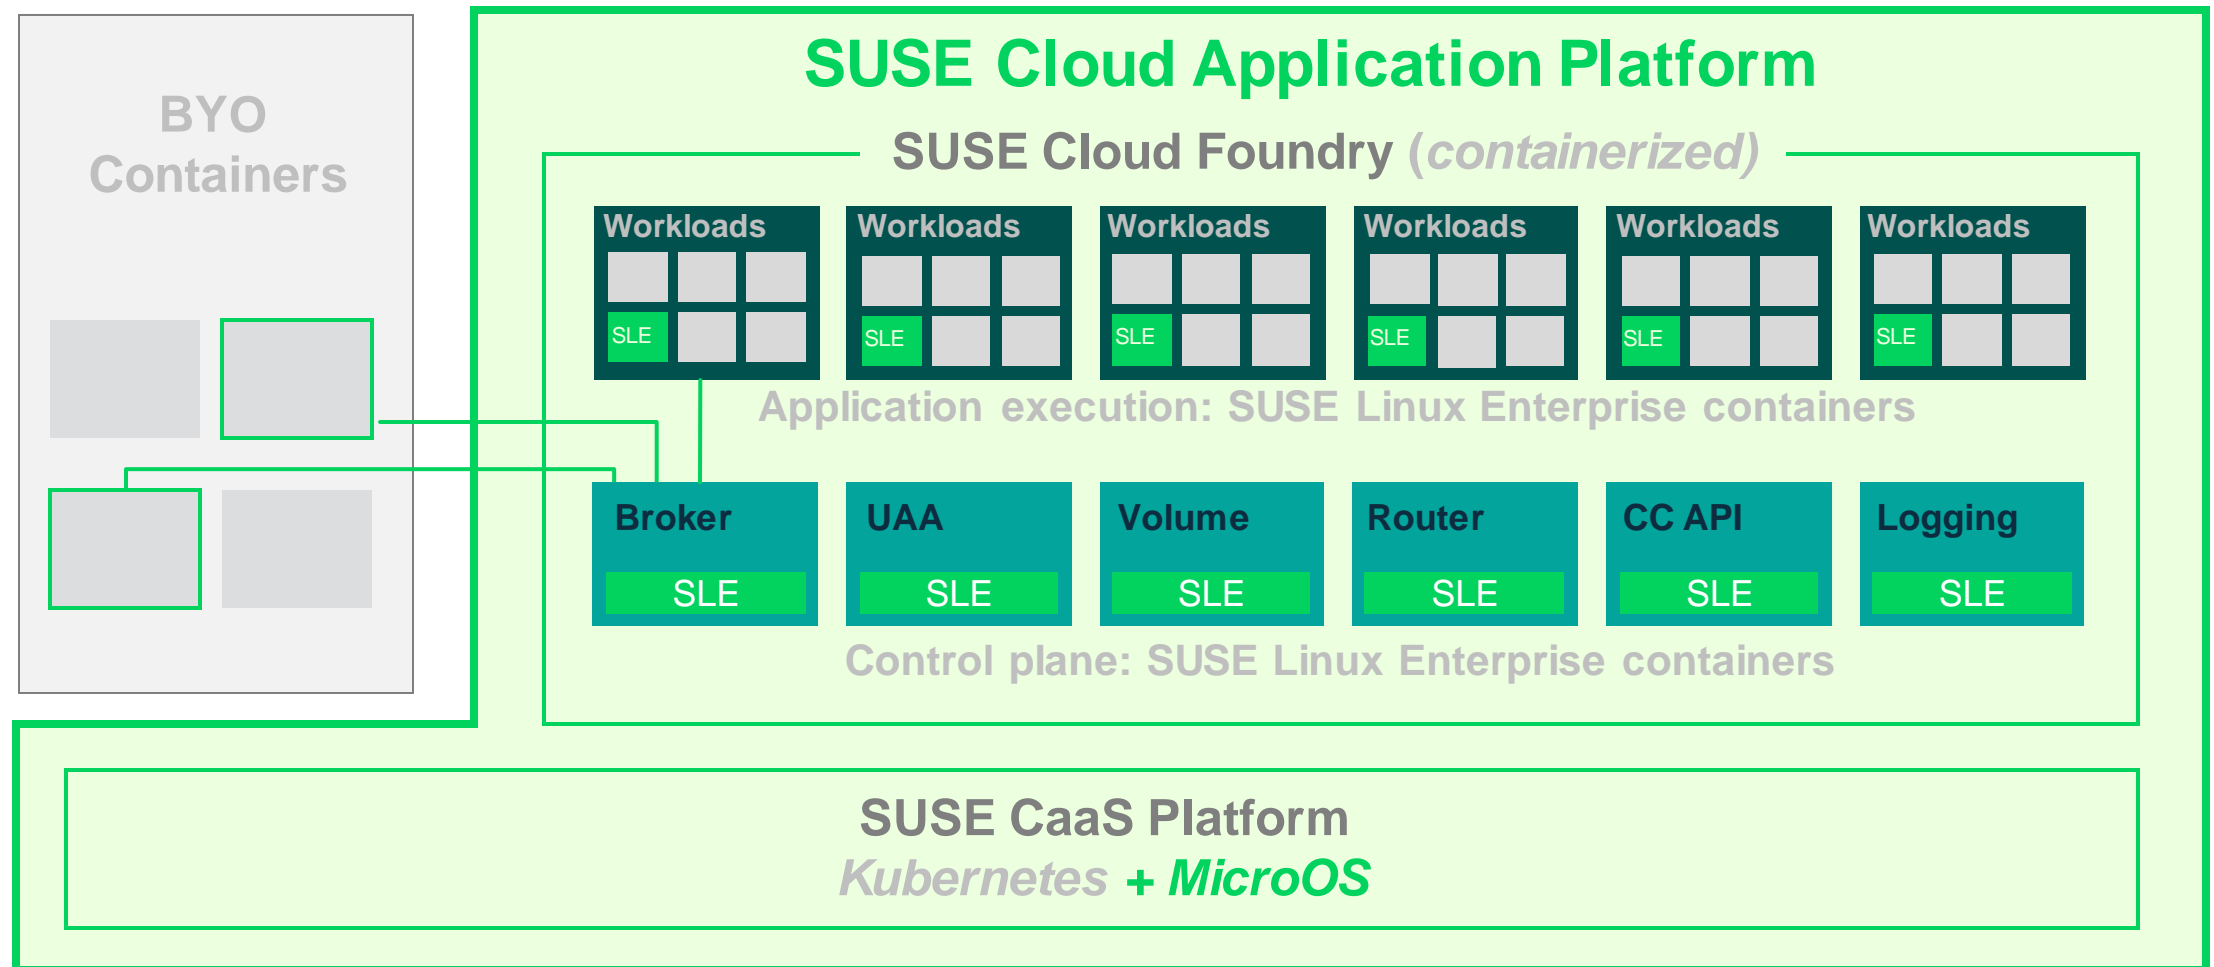 BYO
Containers
SUSE Cloud Application Platform
SUSE Cloud Foundry (containerized)
Workloads
SLE
Workloads
SLE
Workloads
SLE
Workloads
SLE
Workloads
SLE
Workloads
SLE
Application execution: SUSE Linux Enterprise containers
Broker
SLE
UAA
SLE
Volume
SLE
Router
SLE
CC API
SLE
Logging
SLE
Control plane: SUSE Linux Enterprise containers
SUSE CaaS Platform
Kubernetes + MicroOS